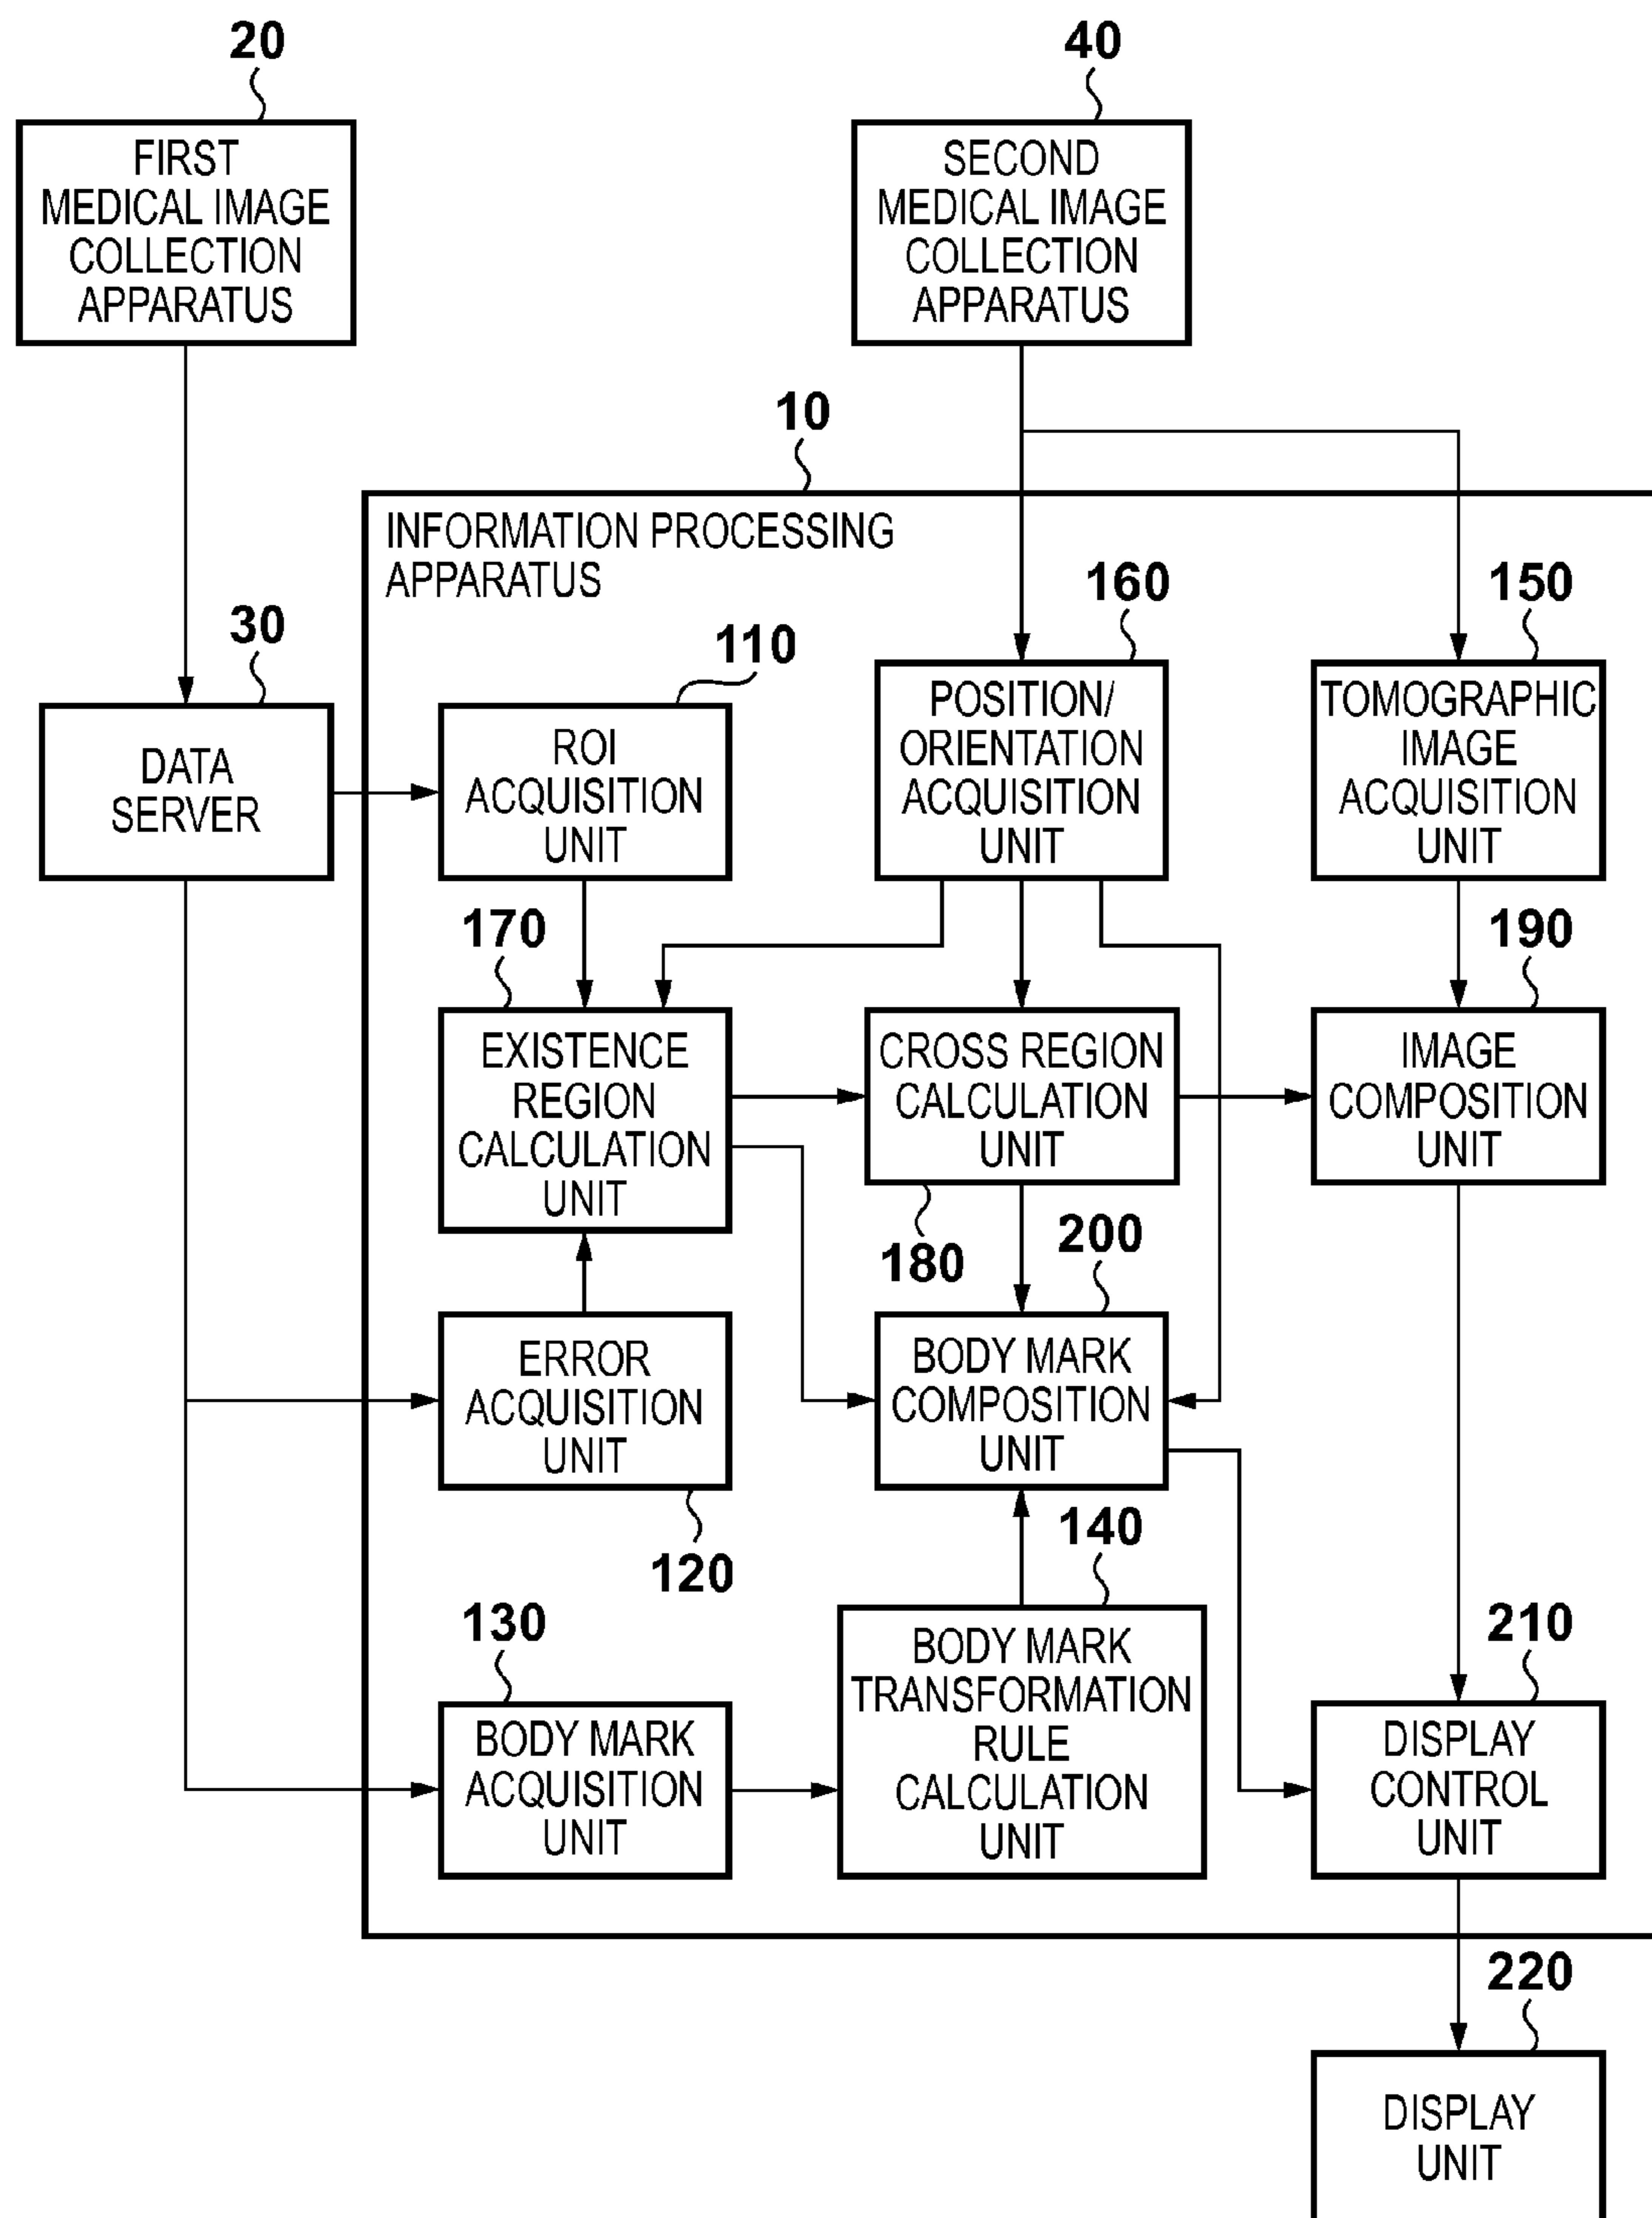 20
FIRST
MEDICAL IMAGE
COLLECTION
APPARATUS
40
SECOND
MEDICAL IMAGE
COLLECTION
APPARATUS
10
INFORMATION PROCESSING
APPARATUS
30
DATA
SERVER
110
ROI
ACQUISITION
UNIT
160
POSITION/
ORIENTATION
ACQUISITION
UNIT
150
TOMOGRAPHIC
IMAGE
ACQUISITION
UNIT
170
EXISTENCE
REGION
CALCULATION
UNIT
CROSS REGION
CALCULATION
UNIT
180
190
IMAGE
COMPOSITION
UNIT
ERROR
ACQUISITION
UNIT
120
200
BODY MARK
COMPOSITION
UNIT
130
BODY MARK
ACQUISITION
UNIT
140
BODY MARK
TRANSFORMATION
RULE
CALCULATION
UNIT
210
DISPLAY
CONTROL
UNIT
220
DISPLAY
UNIT